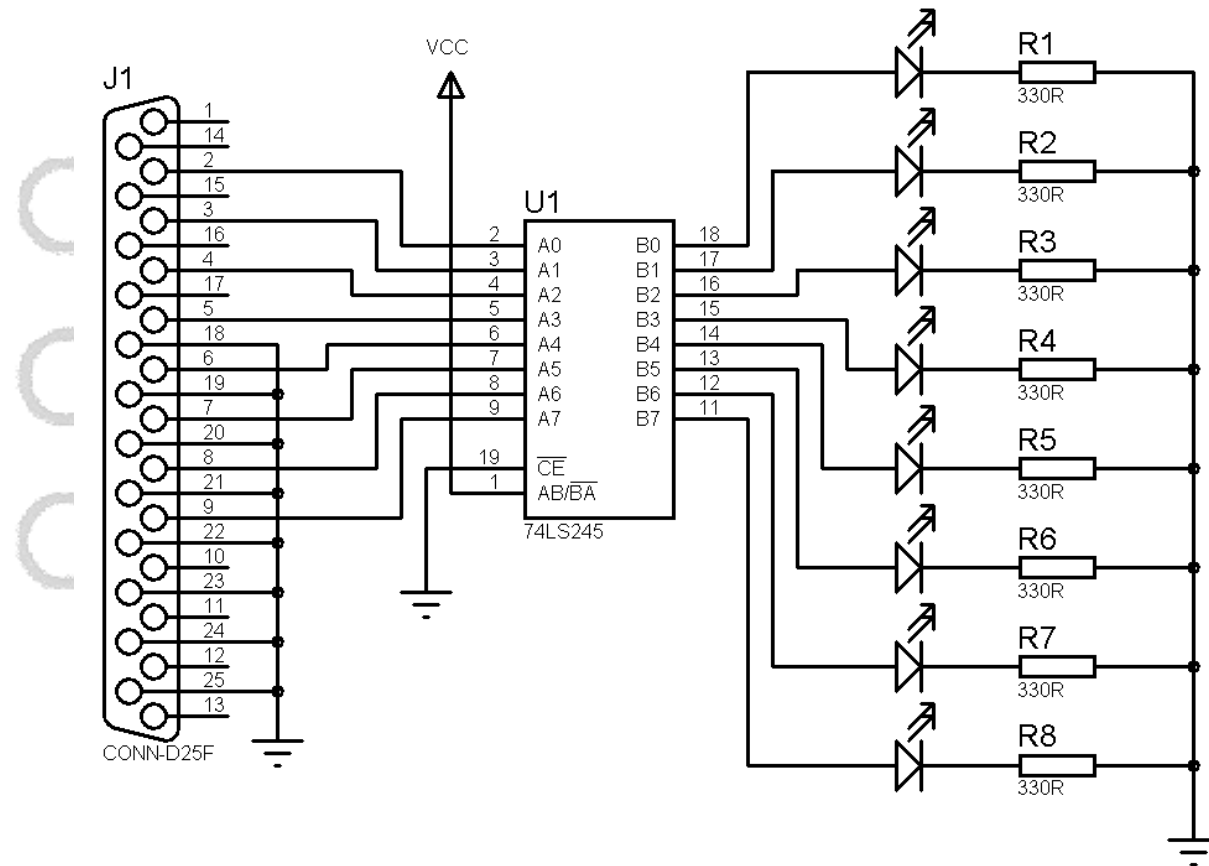 J1
1
14
2
15
3
16
4
17
5
18
6
19
7
20
8
21
9
22
10
23
11
24
12
25
13
CONN-D25F
VCC
U1
2 A0 B0 18
3 A1 B1 17
4 A2 B2 16
5 A3 B3 15
6 A4 B4 14
7 A5 B5 13
8 A6 B6 12
9 A7 B7 11
19 CE
1 AB/BA
74LS245
R1
330R
R2
330R
R3
330R
R4
330R
R5
330R
R6
330R
R7
330R
R8
330R